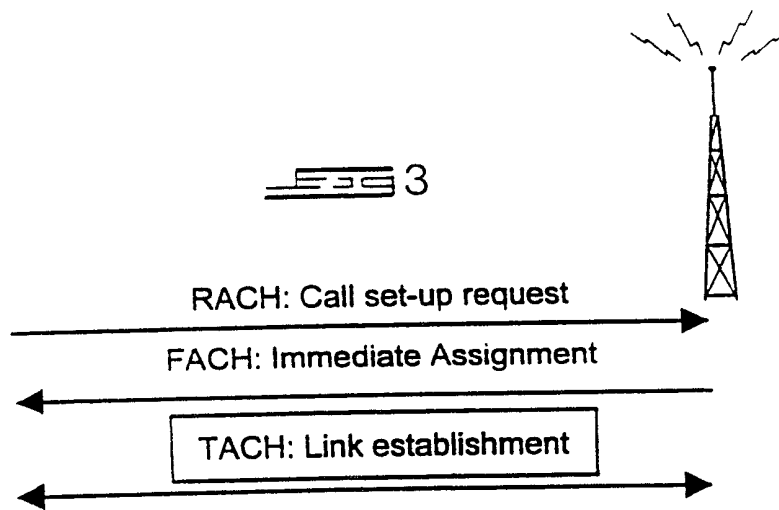 3
RACH: Call set-up request
FACH: Immediate Assignment
TACH: Link establishment